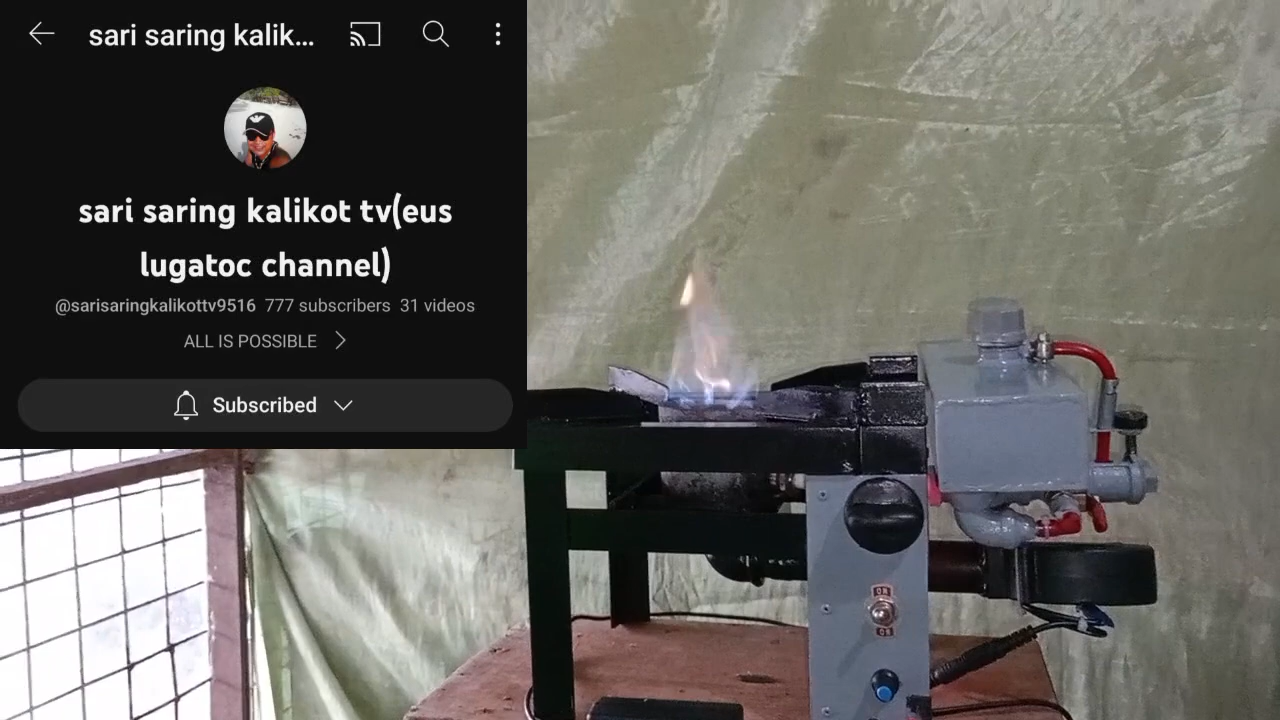 sari saring kalik...
sari saring kalikot tv(eus
lugatoc channel)
@sarisaringkalikottv9516 777 subscribers 31 videos
ALL IS POSSIBLE
Subscribed